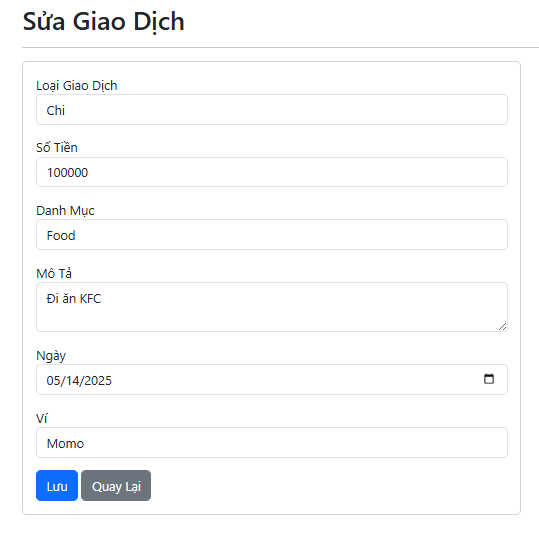 Sửa Giao Dịch
Loại Giao Dịch
Chi
Số Tiền
100000
Danh Mục
Food
Mô Tả
Đi ăn KFC
Ngày
05/14/2025
Ví
Momo
Lưu Quay Lại